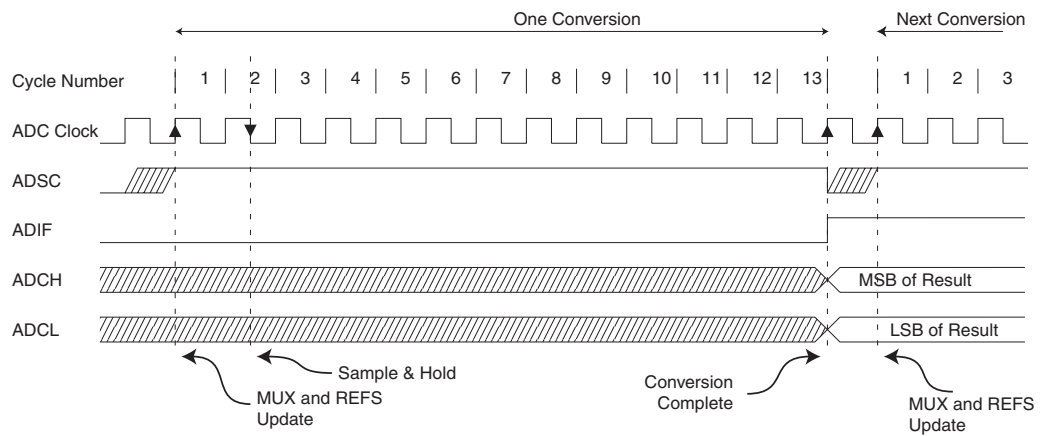 One Conversion
Next Conversion
Cycle Number 1 2 3 4 5 6 7 8 9 10 11 12 13 1 2 3
ADC Clock
ADSC
ADIF
ADCH
MSB of Result
ADCL
LSB of Result
Sample & Hold
MUX and REFS
Update
Conversion
Complete
MUX and REFS
Update